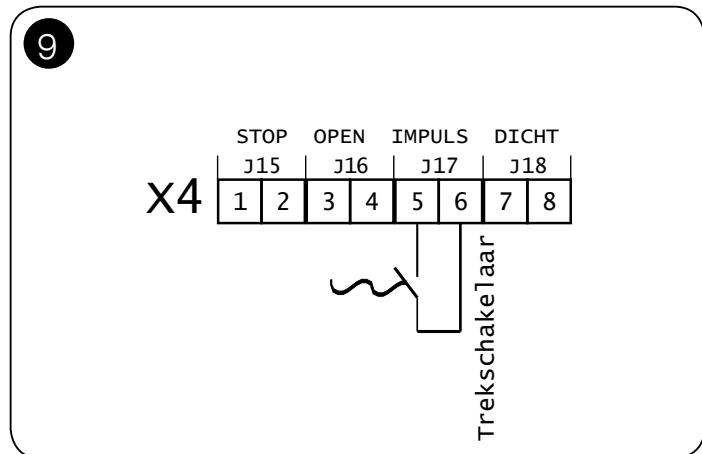 9
STOP OPEN IMPULS DICHT
J15 J16 J17 J18
X4 1 2 3 4 5 6 7 8
Trekschakelaar